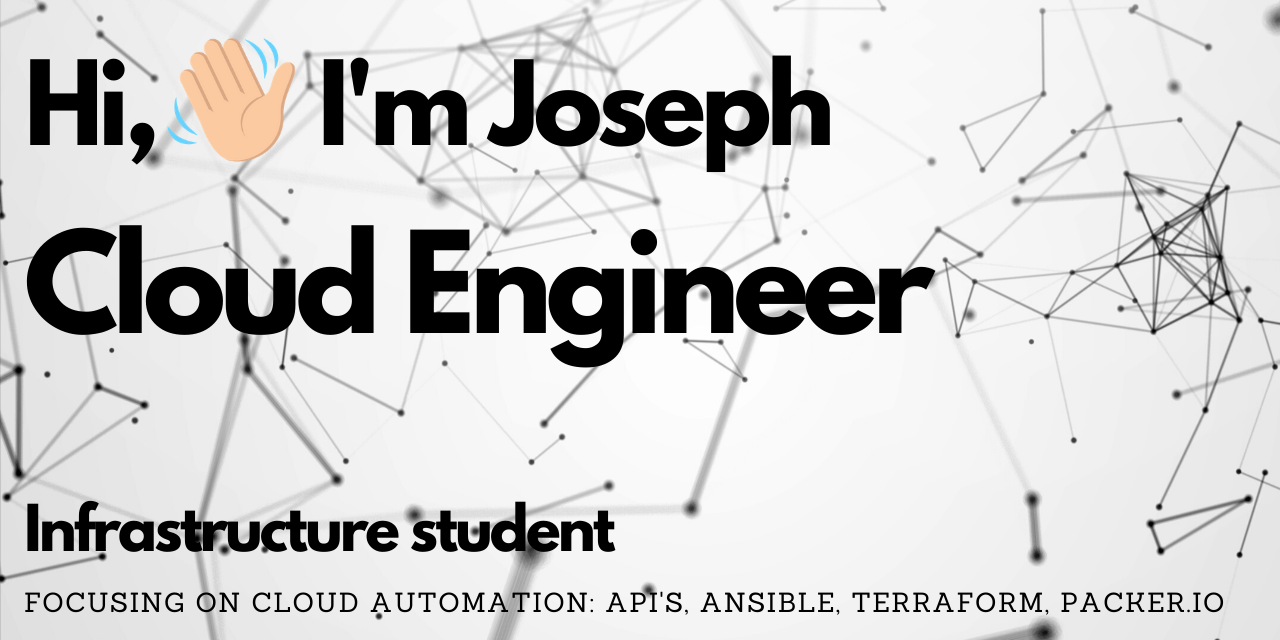 Hi, 👋🏼 I'm Joseph
Cloud Engineer
Infrastructure student
FOCUSING ON CLOUD AUTOMATION: API'S, ANSIBLE, TERRAFORM, PACKER.IO